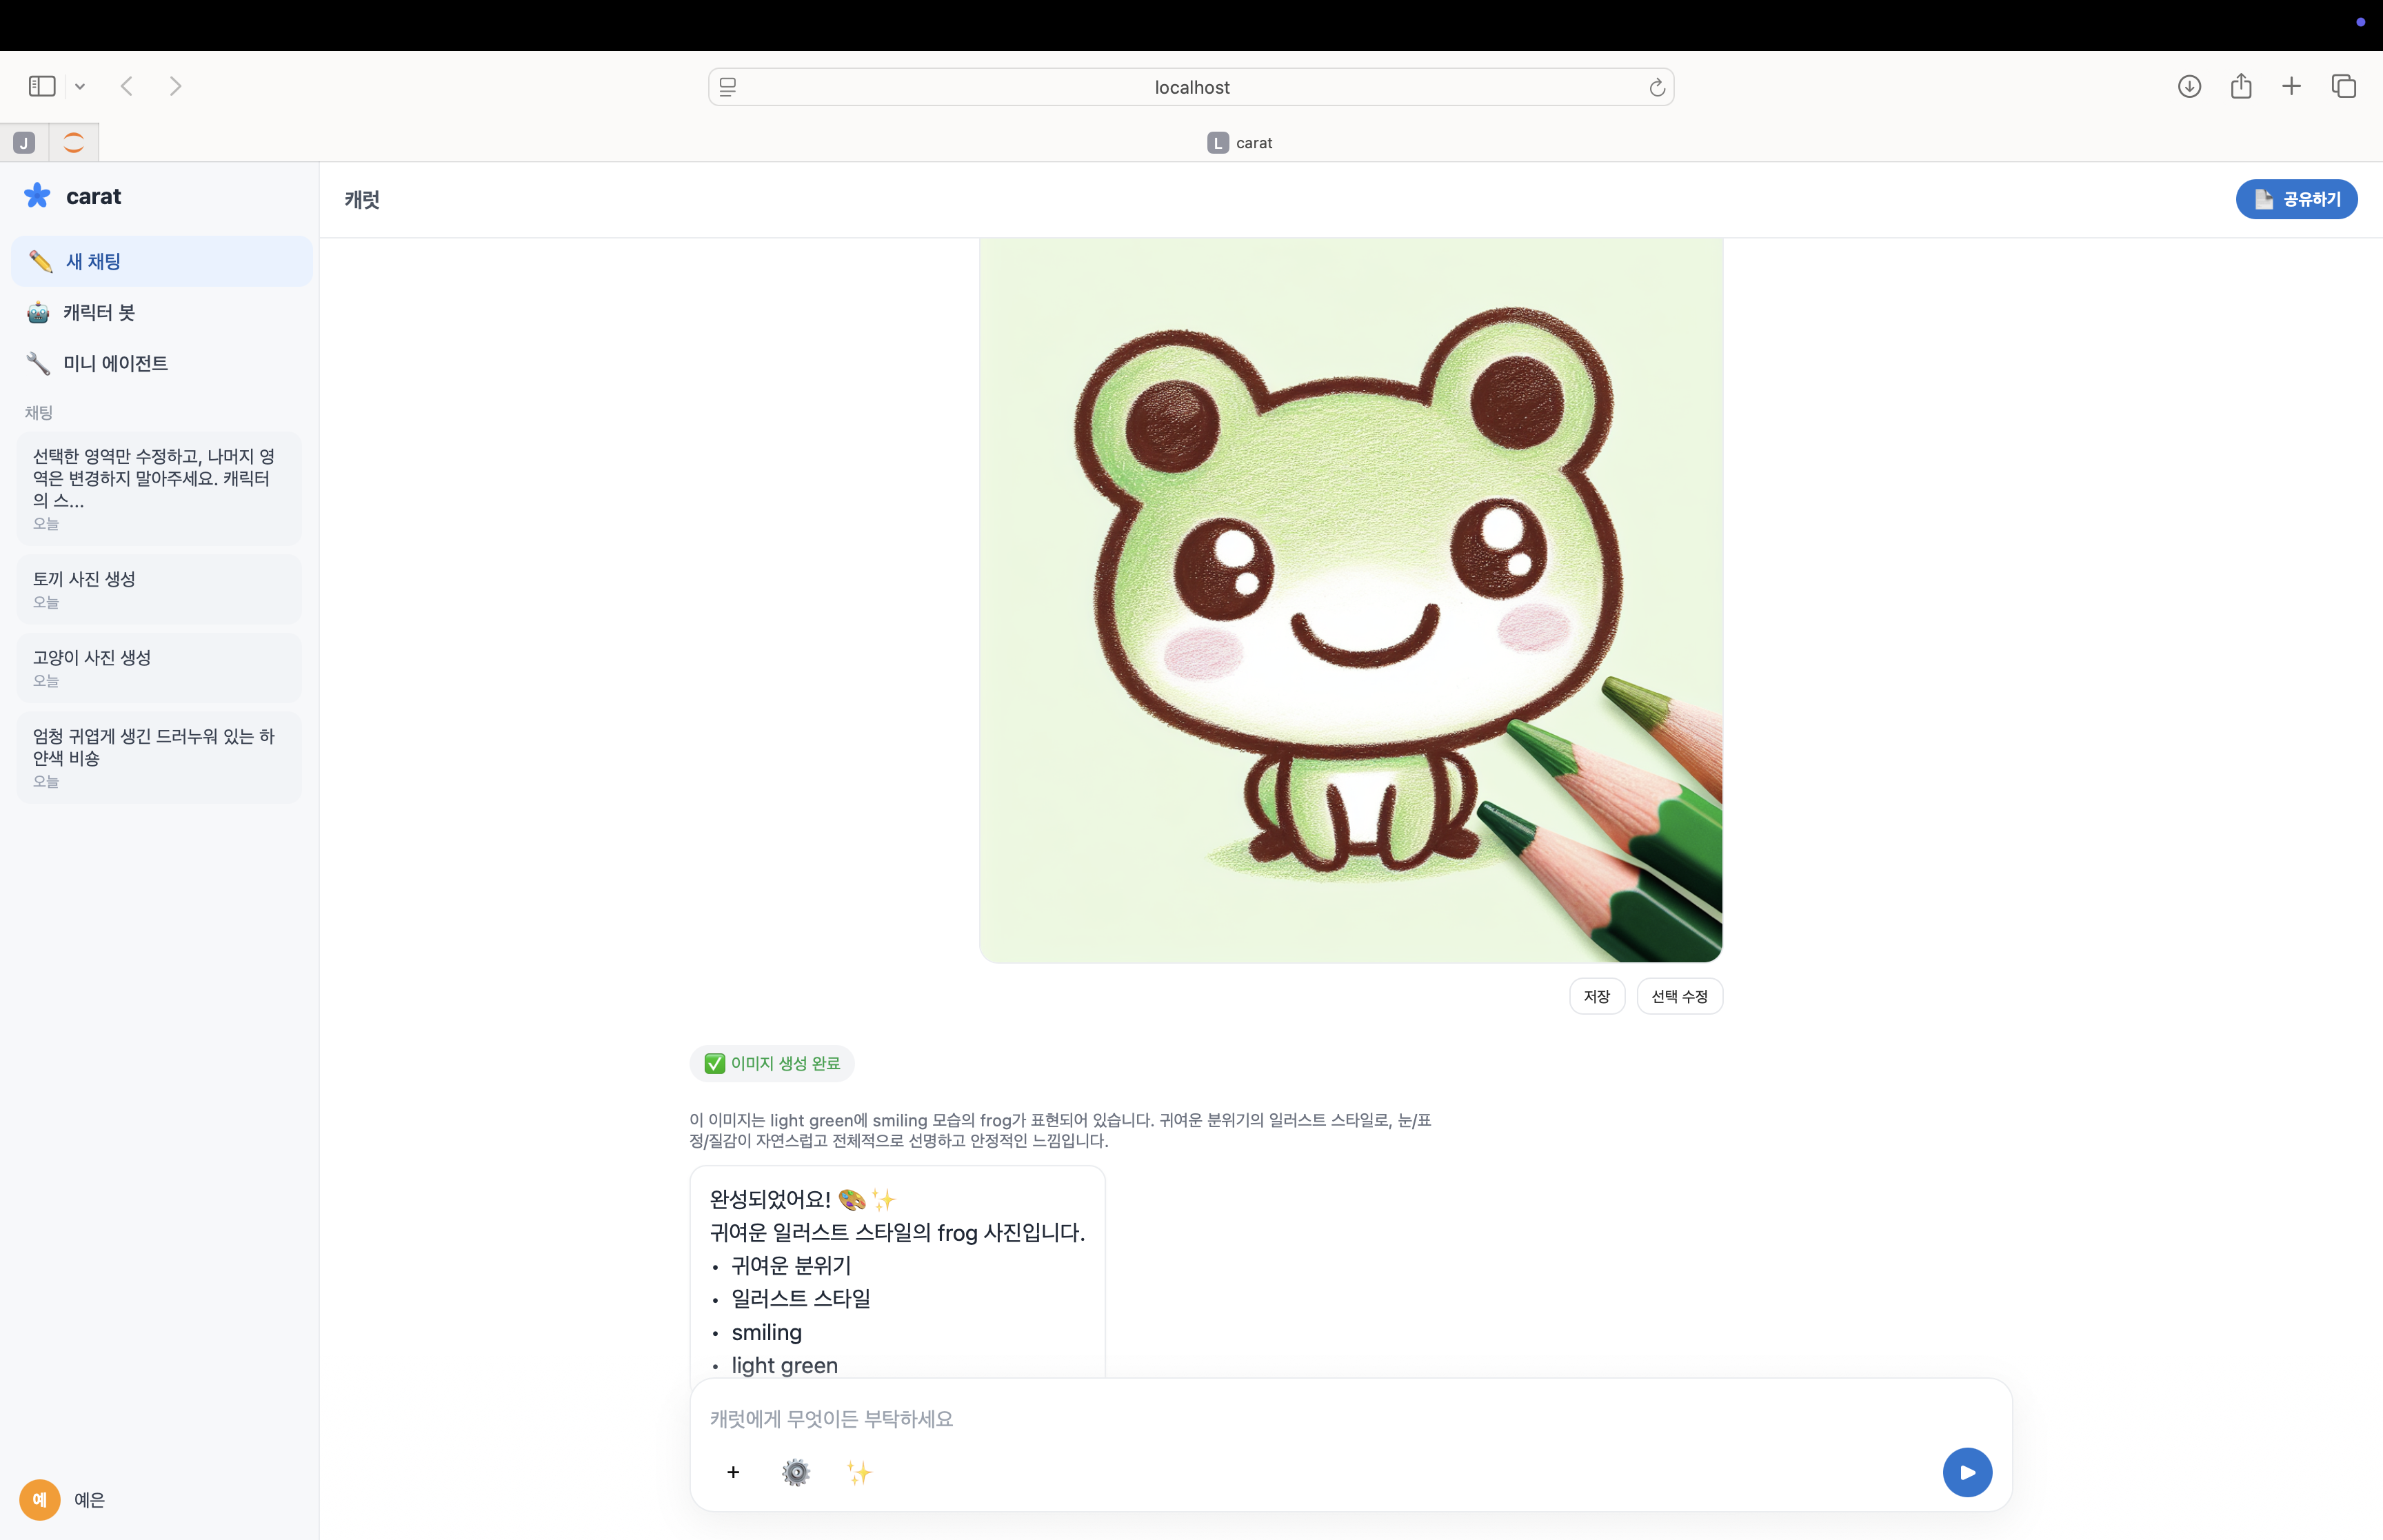 localhost
J
L carat
carat
새 채팅
캐릭터 봇
미니 에이전트
채팅
선택한 영역만 수정하고, 나머지 영
역은 변경하지 말아주세요. 캐릭터
의 스...
오늘
토끼 사진 생성
오늘
고양이 사진 생성
오늘
엄청 귀엽게 생긴 드러누워 있는 하
얀색 비숑
오늘
예 예은
캐럿
공유하기
저장
선택 수정
✅ 이미지 생성 완료
이 이미지는 light green에 smiling 모습의 frog가 표현되어 있습니다. 귀여운 분위기의 일러스트 스타일로, 눈/표
정/질감이 자연스럽고 전체적으로 선명하고 안정적인 느낌입니다.
완성되었어요! 🎨✨
귀여운 일러스트 스타일의 frog 사진입니다.
• 귀여운 분위기
• 일러스트 스타일
• smiling
• light green
캐럿에게 무엇이든 부탁하세요
+